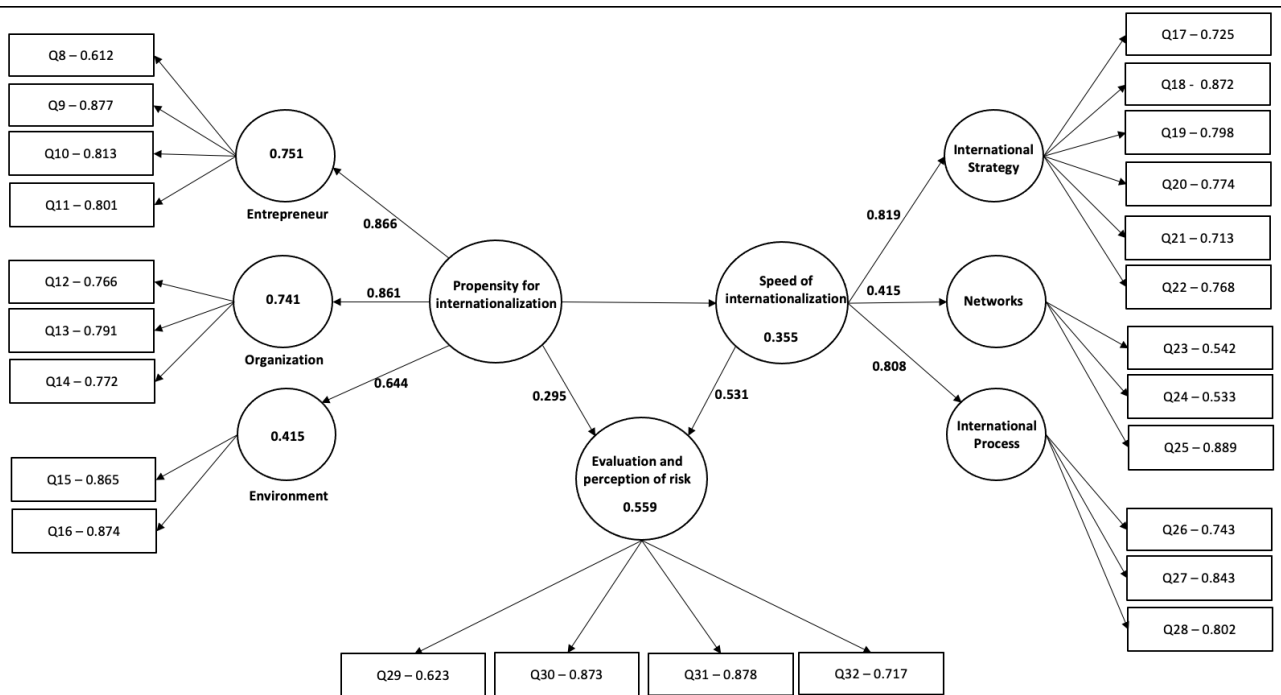 Q8 – 0.612
Q9 – 0.877
Q10 – 0.813
Q11 – 0.801
0.751
Entrepreneur
0.866
Q12 – 0.766
Q13 – 0.791
Q14 – 0.772
0.741
Organization
0.861
Q15 – 0.865
Q16 – 0.874
0.415
Environment
0.644
Propensity for
internationalization
0.295
Speed of
internationalization
0.355
0.531
Evaluation and
perception of risk
0.559
Q29 – 0.623
Q30 – 0.873
Q31 – 0.878
Q32 – 0.717
0.819
International
Strategy
Q17 – 0.725
Q18 - 0.872
Q19 – 0.798
Q20 – 0.774
Q21 – 0.713
Q22 – 0.768
0.415
Networks
Q23 – 0.542
Q24 – 0.533
Q25 – 0.889
0.808
International
Process
Q26 – 0.743
Q27 – 0.843
Q28 – 0.802